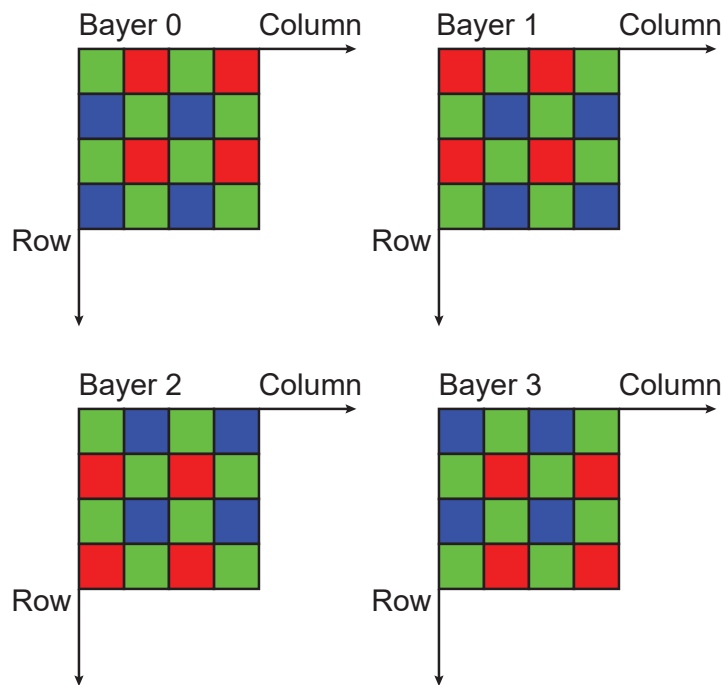 Bayer 0 Column
Row
Bayer 1 Column
Row
Bayer 2 Column
Row
Bayer 3 Column
Row